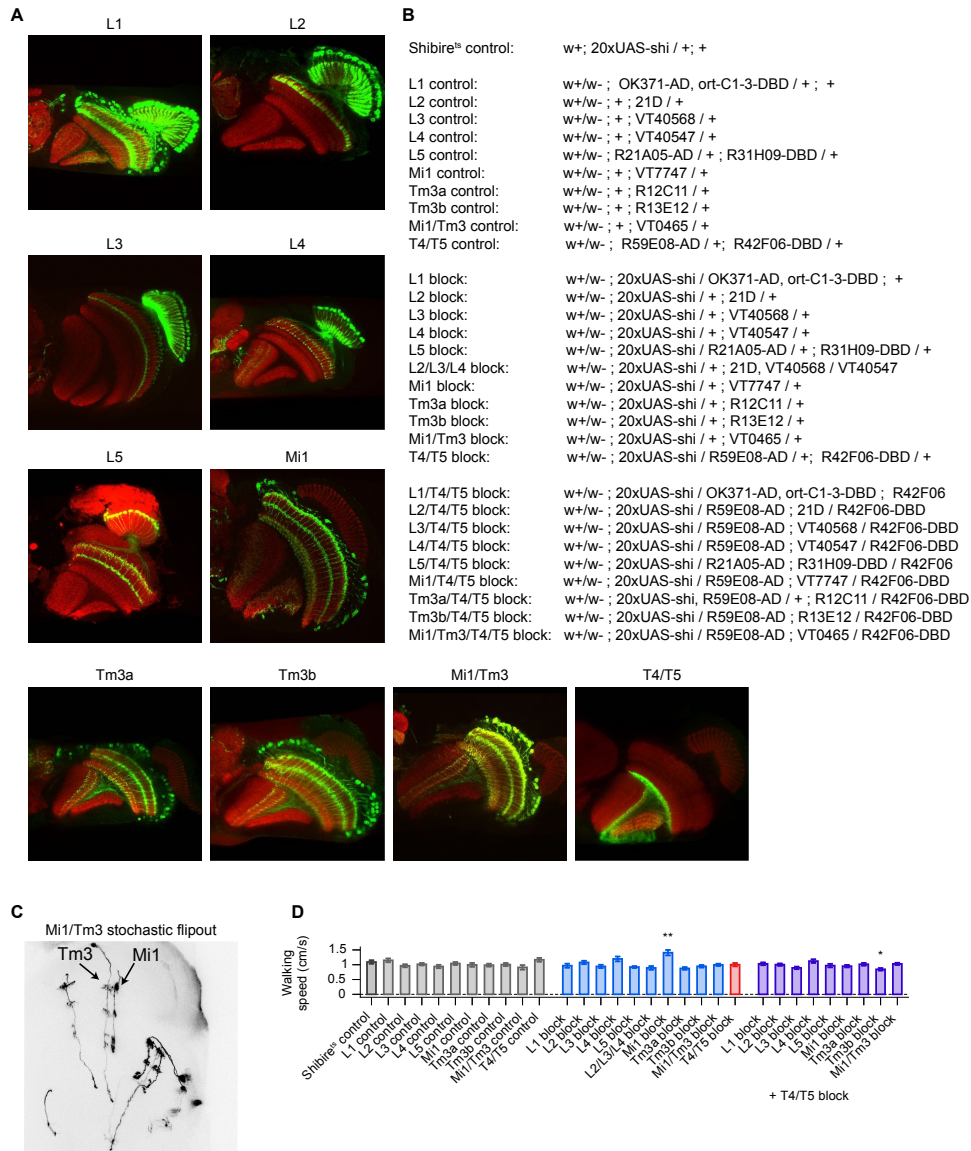 A
L1
L2
L3
L4
L5
Mi1
Tm3a
Tm3b
Mi1/Tm3
T4/T5
B
Shibireᵗˢ control: w+; 20xUAS-shi / +; +
L1 control: w+/w- ; OK371-AD, ort-C1-3-DBD / + ; +
L2 control: w+/w- ; + ; 21D / +
L3 control: w+/w- ; + ; VT40568 / +
L4 control: w+/w- ; + ; VT40547 / +
L5 control: w+/w- ; R21A05-AD / + ; R31H09-DBD / +
Mi1 control: w+/w- ; + ; VT7747 / +
Tm3a control: w+/w- ; + ; R12C11 / +
Tm3b control: w+/w- ; + ; R13E12 / +
Mi1/Tm3 control: w+/w- ; + ; VT0465 / +
T4/T5 control: w+/w- ; R59E08-AD / +; R42F06-DBD / +
L1 block: w+/w- ; 20xUAS-shi / OK371-AD, ort-C1-3-DBD ; +
L2 block: w+/w- ; 20xUAS-shi / + ; 21D / +
L3 block: w+/w- ; 20xUAS-shi / + ; VT40568 / +
L4 block: w+/w- ; 20xUAS-shi / + ; VT40547 / +
L5 block: w+/w- ; 20xUAS-shi / R21A05-AD / + ; R31H09-DBD / +
L2/L3/L4 block: w+/w- ; 20xUAS-shi / + ; 21D, VT40568 / VT40547
Mi1 block: w+/w- ; 20xUAS-shi / + ; VT7747 / +
Tm3a block: w+/w- ; 20xUAS-shi / + ; R12C11 / +
Tm3b block: w+/w- ; 20xUAS-shi / + ; R13E12 / +
Mi1/Tm3 block: w+/w- ; 20xUAS-shi / + ; VT0465 / +
T4/T5 block: w+/w- ; 20xUAS-shi / R59E08-AD / +; R42F06-DBD / +
L1/T4/T5 block: w+/w- ; 20xUAS-shi / OK371-AD, ort-C1-3-DBD ; R42F06
L2/T4/T5 block: w+/w- ; 20xUAS-shi / R59E08-AD ; 21D / R42F06-DBD
L3/T4/T5 block: w+/w- ; 20xUAS-shi / R59E08-AD ; VT40568 / R42F06-DBD
L4/T4/T5 block: w+/w- ; 20xUAS-shi / R59E08-AD ; VT40547 / R42F06-DBD
L5/T4/T5 block: w+/w- ; 20xUAS-shi / R21A05-AD ; R31H09-DBD / R42F06
Mi1/T4/T5 block: w+/w- ; 20xUAS-shi / R59E08-AD ; VT7747 / R42F06-DBD
Tm3a/T4/T5 block: w+/w- ; 20xUAS-shi, R59E08-AD / + ; R12C11 / R42F06-DBD
Tm3b/T4/T5 block: w+/w- ; 20xUAS-shi / R59E08-AD ; R13E12 / R42F06-DBD
Mi1/Tm3/T4/T5 block: w+/w- ; 20xUAS-shi / R59E08-AD ; VT0465 / R42F06-DBD
C
Mi1/Tm3 stochastic flipout
Tm3 Mi1
D
Walking
speed (cm/s)
1.5
1
0
**
*
Shibireᵗˢ control
L1 control
L2 control
L3 control
L4 control
L5 control
Mi1 control
Tm3a control
Tm3b control
Mi1/Tm3 control
T4/T5 control
L1 block
L2 block
L3 block
L4 block
L5 block
L2/L3/L4 block
Mi1 block
Tm3a block
Tm3b block
Mi1/Tm3 block
T4/T5 block
L1 block
L2 block
L3 block
L4 block
L5 block
Mi1 block
Tm3a block
Tm3b block
Mi1/Tm3 block
+ T4/T5 block